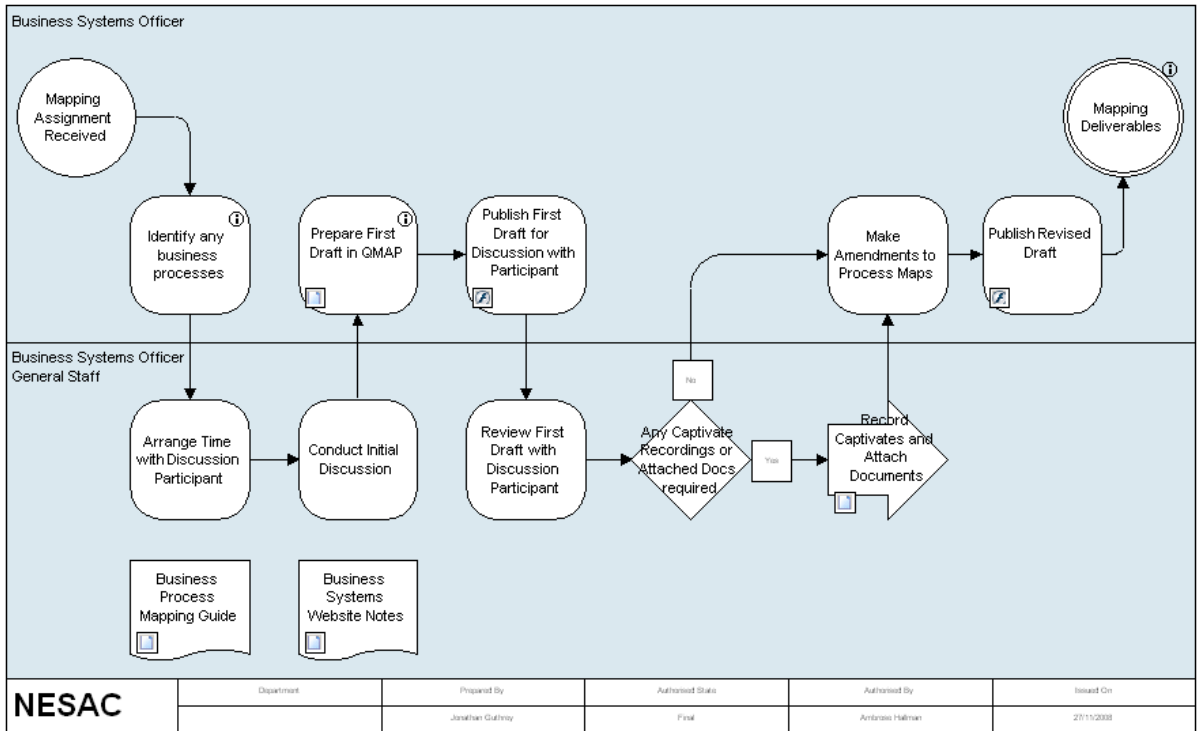 Business Systems Officer
Mapping
Assignment
Received
Mapping
Deliverables
Identify any
business
processes
Prepare First
Draft in QMAP
Publish First
Draft for
Discussion with
Participant
Make
Amendments to
Process Maps
Publish Revised
Draft
Business Systems Officer
General Staff
Arrange Time
with Discussion
Participant
Conduct Initial
Discussion
Review First
Draft with
Discussion
Participant
No
Any Captivate
Recordings or
Attached Docs
required
Yes
Record
Captivates and
Attach
Documents
Business
Process
Mapping Guide
Business
Systems
Website Notes
NESAC
Department
Prepared By
Authorised State
Authorised By
Issued On
Jonathan Guthray
Final
Ambrose Hallman
27/11/2008